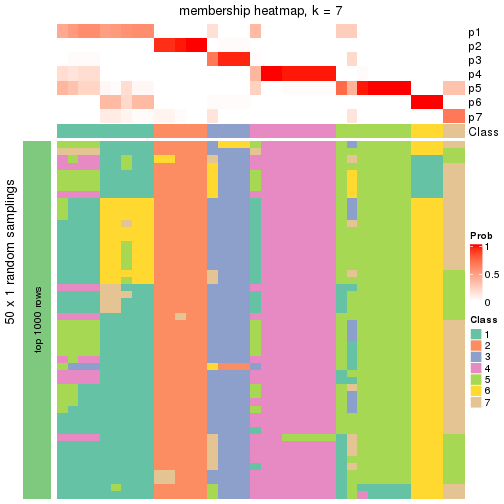 membership heatmap, k = 7
p1
p2
p3
p4
p5
p6
p7
Class
50 x 1 random samplings
top 1000 rows
Prob
1
0.5
0
Class
1
2
3
4
5
6
7